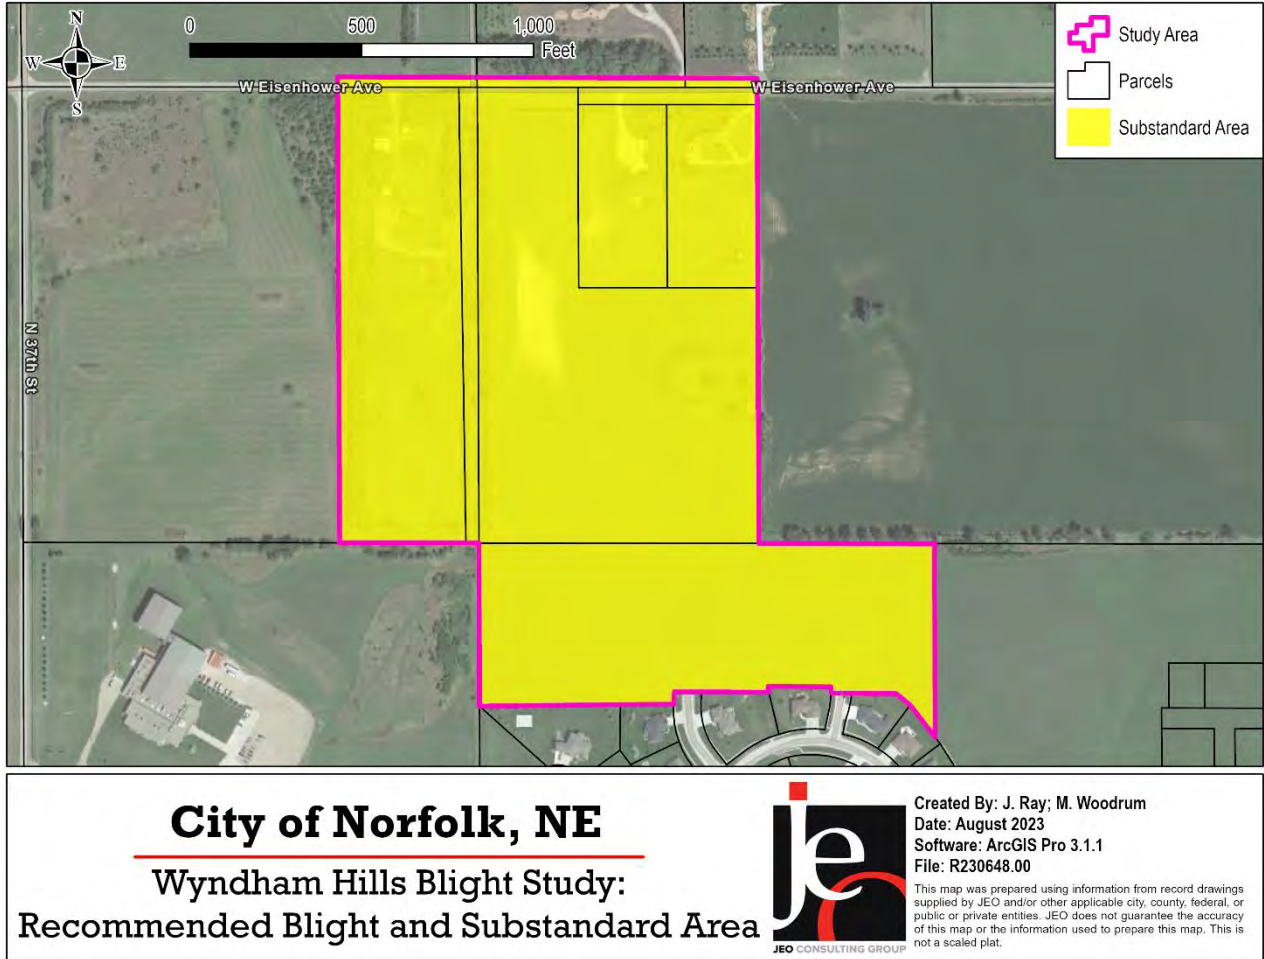 N
W E
S
0 500 1,000
Feet
Study Area
Parcels
Substandard Area
W Eisenhower Ave
W Eisenhower Ave
N 37th St
City of Norfolk, NE
Wyndham Hills Blight Study:
Recommended Blight and Substandard Area
jeo
JEO CONSULTING GROUP
Created By: J. Ray; M. Woodrum
Date: August 2023
Software: ArcGIS Pro 3.1.1
File: R230648.00
This map was prepared using information from record drawings
supplied by JEO and/or other applicable city, county, federal, or
public or private entities. JEO does not guarantee the accuracy
of this map or the information used to prepare this map. This is
not a scaled plat.